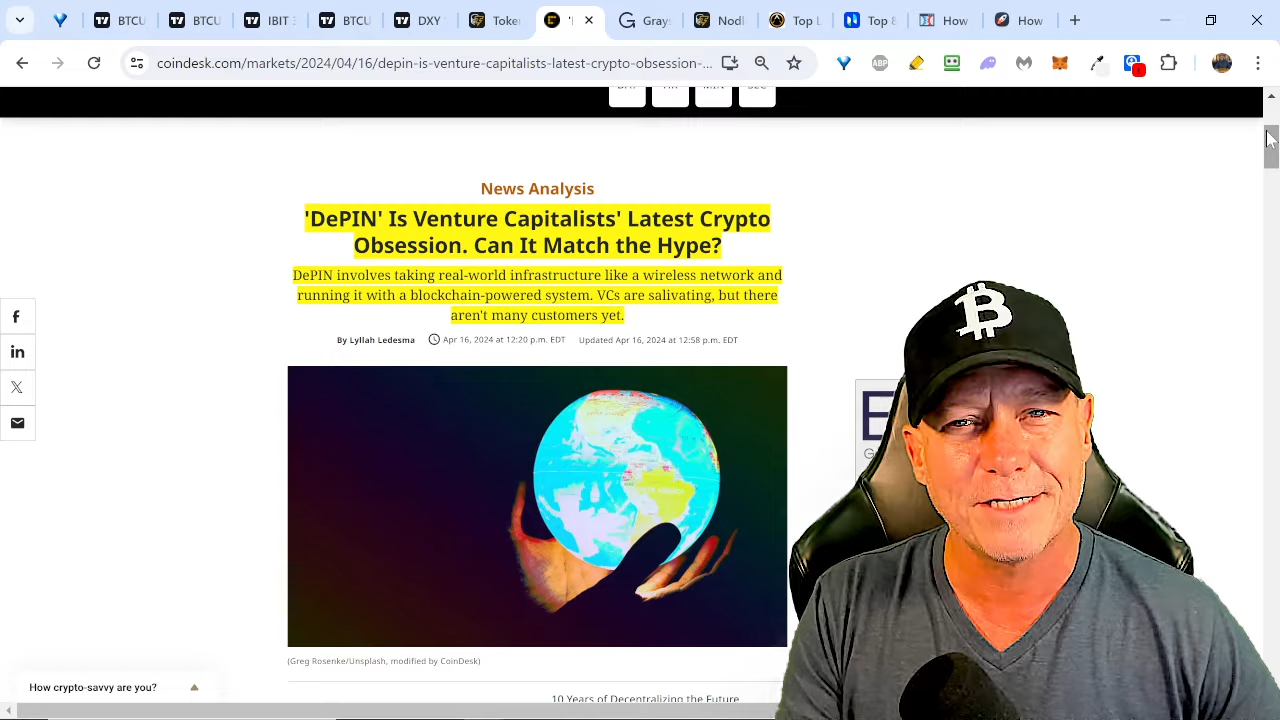 BTCU
BTCU
IBIT
BTCU
DXY
Toke
Grays
Nodl
Top L
Top 8
How
How
coindesk.com/markets/2024/04/16/depin-is-venture-capitalists-latest-crypto-obsession-...
ABP
News Analysis
'DePIN' Is Venture Capitalists' Latest Crypto
Obsession. Can It Match the Hype?
DePIN involves taking real-world infrastructure like a wireless network and
running it with a blockchain-powered system. VCs are salivating, but there
aren't many customers yet.
By Lyllah Ledesma Apr 16, 2024 at 12:20 p.m. EDT Updated Apr 16, 2024 at 12:58 p.m. EDT
(Greg Rosenke/Unsplash, modified by CoinDesk)
How crypto-savvy are you?
10 Years of Decentralizing the Future